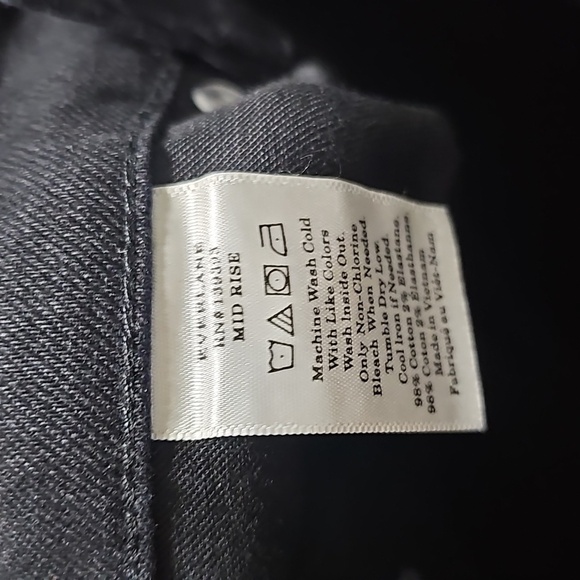 EVERLANE
MID RISE
Machine Wash Cold
With Like Colors
Wash Inside Out.
Only Non-Chlorine
Bleach When Needed.
Tumble Dry Low.
Cool Iron if Needed.
98% Cotton 2% Elastane.
98% Coton 2% Elasthanne.
Made in Vietnam
Fabriqué au Viêt-Nam